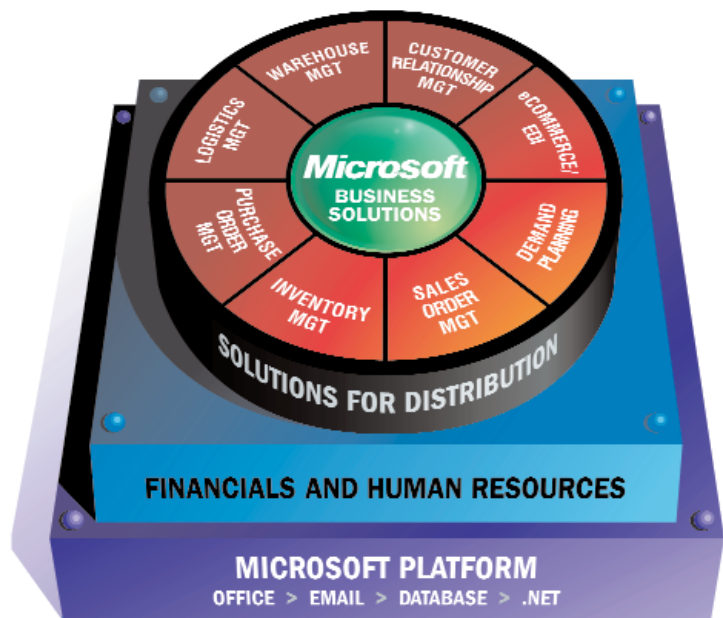 WAREHOUSE
MGT
CUSTOMER
RELATIONSHIP
MGT
eCOMMERCE/
EDI
DEMAND
PLANNING
SALES
ORDER
MGT
INVENTORY
MGT
PURCHASE
ORDER
MGT
LOGISTICS
MGT
Microsoft
BUSINESS
SOLUTIONS
SOLUTIONS FOR DISTRIBUTION
FINANCIALS AND HUMAN RESOURCES
MICROSOFT PLATFORM
OFFICE > EMAIL > DATABASE > .NET